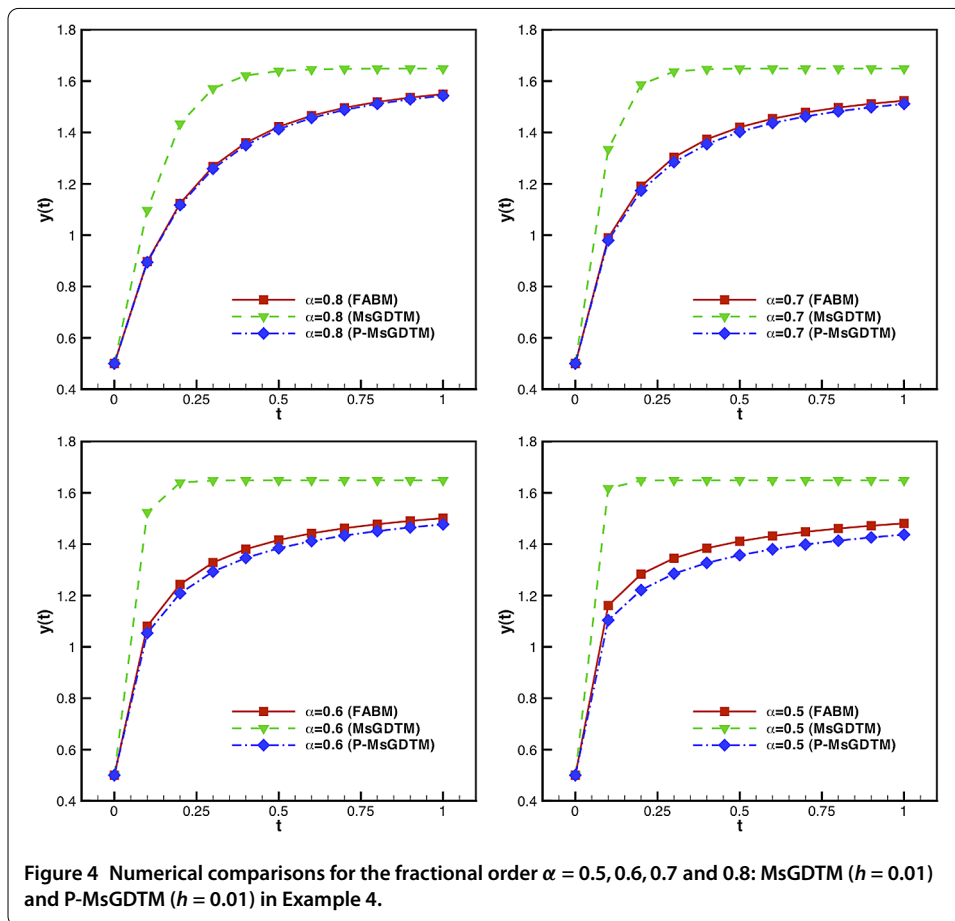 1.8
1.6
1.4
1.2
1
0.8
0.6
0.4
y(t)
0 0.25 0.5 0.75 1
t
α=0.8 (FABM)
α=0.8 (MsGDTM)
α=0.8 (P-MsGDTM)
1.8
1.6
1.4
1.2
1
0.8
0.6
0.4
y(t)
0 0.25 0.5 0.75 1
t
α=0.7 (FABM)
α=0.7 (MsGDTM)
α=0.7 (P-MsGDTM)
1.8
1.6
1.4
1.2
1
0.8
0.6
0.4
y(t)
0 0.25 0.5 0.75 1
t
α=0.6 (FABM)
α=0.6 (MsGDTM)
α=0.6 (P-MsGDTM)
1.8
1.6
1.4
1.2
1
0.8
0.6
0.4
y(t)
0 0.25 0.5 0.75 1
t
α=0.5 (FABM)
α=0.5 (MsGDTM)
α=0.5 (P-MsGDTM)
Figure 4 Numerical comparisons for the fractional order α = 0.5, 0.6, 0.7 and 0.8: MsGDTM (h = 0.01)
and P-MsGDTM (h = 0.01) in Example 4.